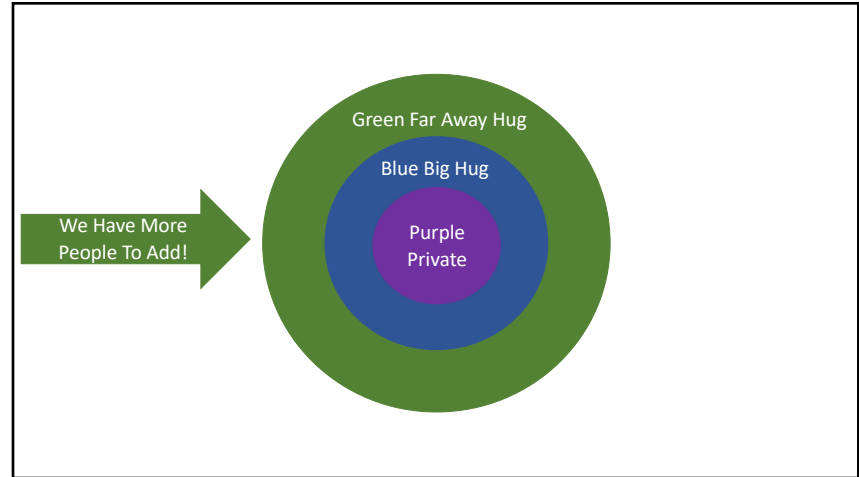 Green Far Away Hug
Blue Big Hug
We Have More
People To Add!
Purple
Private